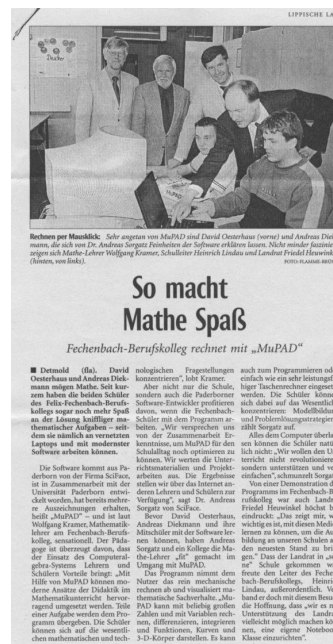 LIPPISCHE LA
Rechnen per Mausklick: Sehr angetan von MuPAD sind David Oesterhaus (vorne) und Andreas Diek
mann, die sich von Dr. Andreas Sorgatz Feinheiten der Software erklären lassen. Nicht minder faszinie
zeigen sich Mathe-Lehrer Wolfgang Kramer, Schulleiter Heinrich Lindau und Landrat Friedel Heuwinkel
(hinten, von links).
FOTO: FLAMME-BRÜ
So macht
Mathe Spaß
Fechenbach-Berufskolleg rechnet mit „MuPAD"
■ Detmold (fla). David
Oesterhaus und Andreas Diek-
mann mögen Mathe. Seit kur-
zem haben die beiden Schüler
des Felix-Fechenbach-Berufs-
kollegs sogar noch mehr Spaß
an der Lösung kniffliger ma-
thematischer Aufgaben – seit-
dem sie nämlich an vernetzten
Laptops und mit modernster
Software arbeiten können.
Die Software kommt aus Pa-
derborn von der Firma SciFace,
ist in Zusammenarbeit mit der
Universität Paderborn entwi-
ckelt worden, hat bereits mehre-
re Auszeichnungen erhalten,
heißt „MuPAD" – und ist laut
Wolfgang Kramer, Mathematik-
lehrer am Fechenbach-Berufs-
kolleg, sensationell. Der Päda-
goge ist überzeugt davon, dass
der Einsatz des Computeral-
gebra-Systems Lehrern und
Schülern Vorteile bringt: „Mit
Hilfe von MuPAD können mo-
derne Ansätze der Didaktik im
Mathematikunterricht hervor-
ragend umgesetzt werden. Teile
einer Aufgabe werden dem Pro-
gramm übergeben. Die Schüler
können sich auf die wesentli-
chen mathematischen und tech-
nologischen Fragestellungen
konzentrieren", lobt Kramer.
Aber nicht nur die Schule,
sondern auch die Paderborner
Software-Entwickler profitieren
davon, wenn die Fechenbach-
Schüler mit dem Programm ar-
beiten. „Wir versprechen uns
von der Zusammenarbeit Er-
kenntnisse, um MuPAD für den
Schulalltag noch optimieren zu
können. Wir werten die Unter-
richtsmaterialien und Projekt-
arbeiten aus. Die Ergebnisse
stellen wir über das Internet an-
deren Lehrern und Schülern zur
Verfügung", sagt Dr. Andreas
Sorgatz von SciFace.
Bevor David Oesterhaus,
Andreas Diekmann und ihre
Mitschüler mit der Software ler-
nen können, haben Andreas
Sorgatz und ein Kollege die Ma-
the-Lehrer „fit" gemacht im
Umgang mit MuPAD.
Das Programm nimmt dem
Nutzer das rein mechanische
rechnen ab und visualisiert ma-
thematische Sachverhalte. „Mu-
PAD kann mit beliebig großen
Zahlen und mit Variablen rech-
nen, differenzieren, integrieren
und Funktionen, Kurven und
3-D-Körper darstellen. Es kann
auch zum Programmieren od
einfach wie ein sehr leistungsf
higer Taschenrechner eingeset
werden. Die Schüler könne
sich dabei auf das Wesentlich
konzentrieren: Modellbildun
und Problemlösungsstrategien
zählt Sorgatz auf.
Alles dem Computer überla
sen können die Schüler natür
lich nicht: „Wir wollen den U
terricht nicht revolutioniere
sondern unterstützen und ve
einfachen", schmunzelt Sorgat
Von einer Demonstration d
Programms im Fechenbach-B
rufskolleg war auch Landr
Friedel Heuwinkel höchst b
eindruckt: „Das zeigt mir, w
wichtig es ist, mit diesen Medi
lernen zu können, um die Au
bildung an unseren Schulen a
den neuesten Stand zu brin
gen." Dass der Landrat in „se
ne" Schule gekommen wa
freute den Leiter des Feche
bach-Berufskollegs, Heinri
Lindau, außerordentlich. Ve
band er doch mit diesem Besu
die Hoffnung, dass „wir es m
Unterstützung des Landra
vielleicht möglich machen kö
nen, eine eigene Noteboo
Klasse einzurichten".